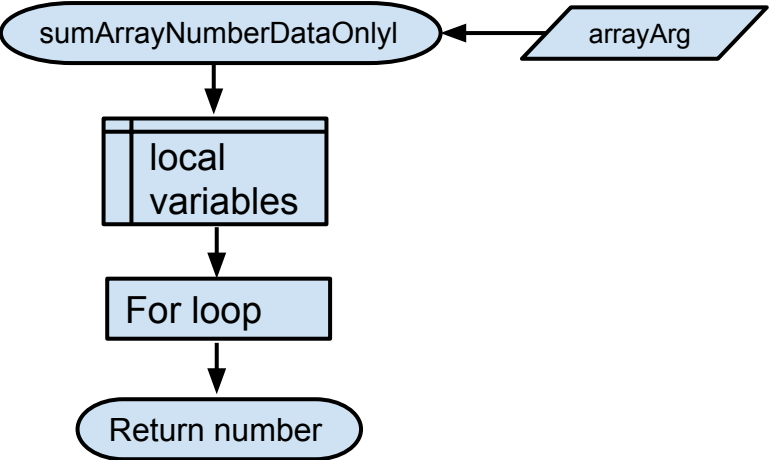 sumArrayNumberDataOnlyl
arrayArg
local
variables
For loop
Return number